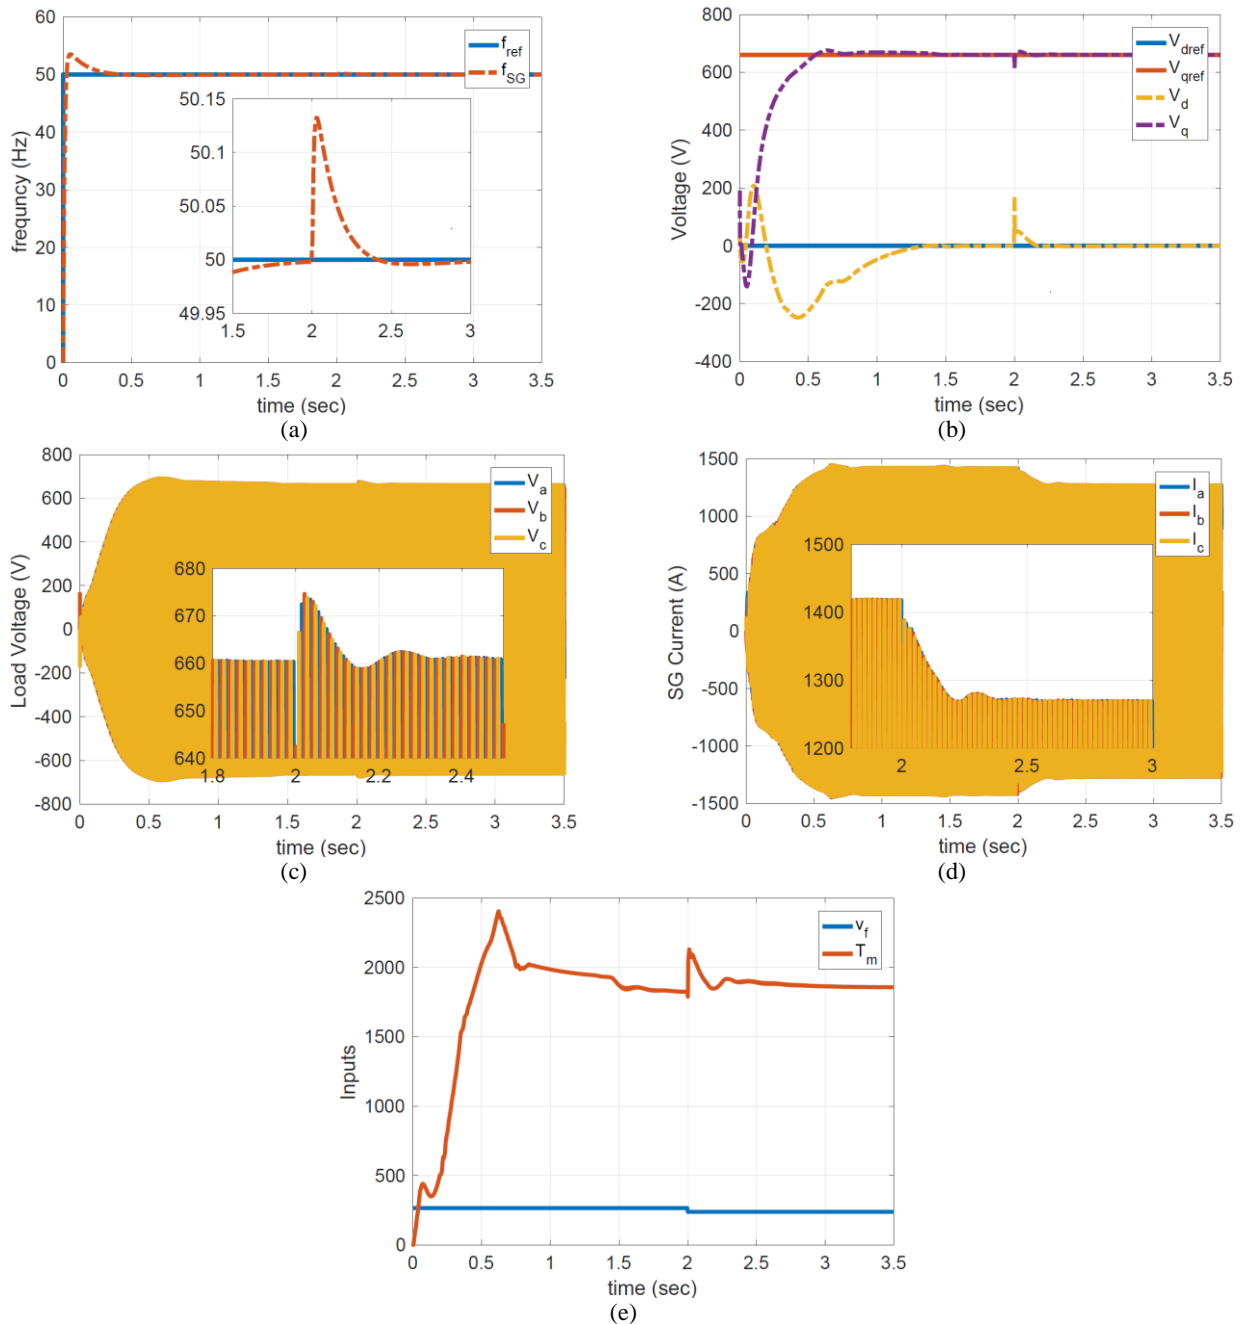 60
50
40
30
20
10
0
frequncy (Hz)
f_ref
f_SG
50.15
50.1
50.05
50
49.95
1.5 2 2.5 3
0 0.5 1 1.5 2 2.5 3 3.5
time (sec)
(a)
800
600
400
200
0
-200
-400
Voltage (V)
V_dref
V_qref
V_d
V_q
0 0.5 1 1.5 2 2.5 3 3.5
time (sec)
(b)
800
600
400
200
0
-200
-400
-600
-800
Load Voltage (V)
V_a
V_b
V_c
680
670
660
650
640
1.8 2 2.2 2.4
0 0.5 1 1.5 2 2.5 3 3.5
time (sec)
(c)
1500
1000
500
0
-500
-1000
-1500
SG Current (A)
I_a
I_b
I_c
1500
1400
1300
1200
2 2.5 3
0 0.5 1 1.5 2 2.5 3 3.5
time (sec)
(d)
2500
2000
1500
1000
500
0
Inputs
v_f
T_m
0 0.5 1 1.5 2 2.5 3 3.5
time (sec)
(e)